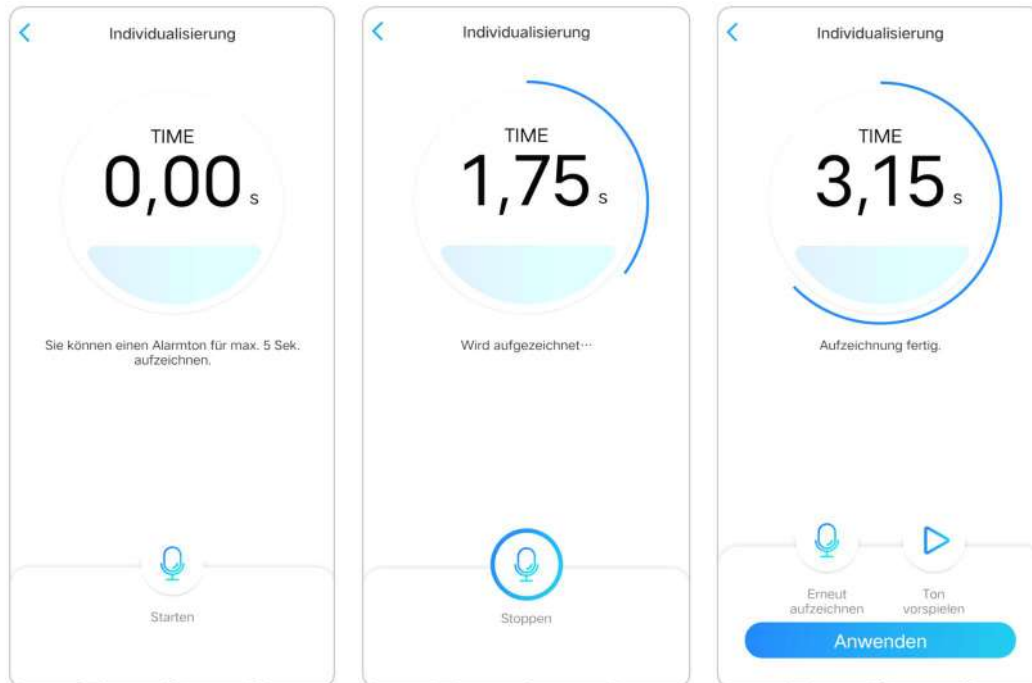 Individualisierung
TIME
0,00 s
Sie können einen Alarmton für max. 5 Sek.
aufzeichnen.
Starten
Individualisierung
TIME
1,75 s
Wird aufgezeichnet···
Stoppen
Individualisierung
TIME
3,15 s
Aufzeichnung fertig.
Erneut
aufzeichnen
Ton
vorspielen
Anwenden